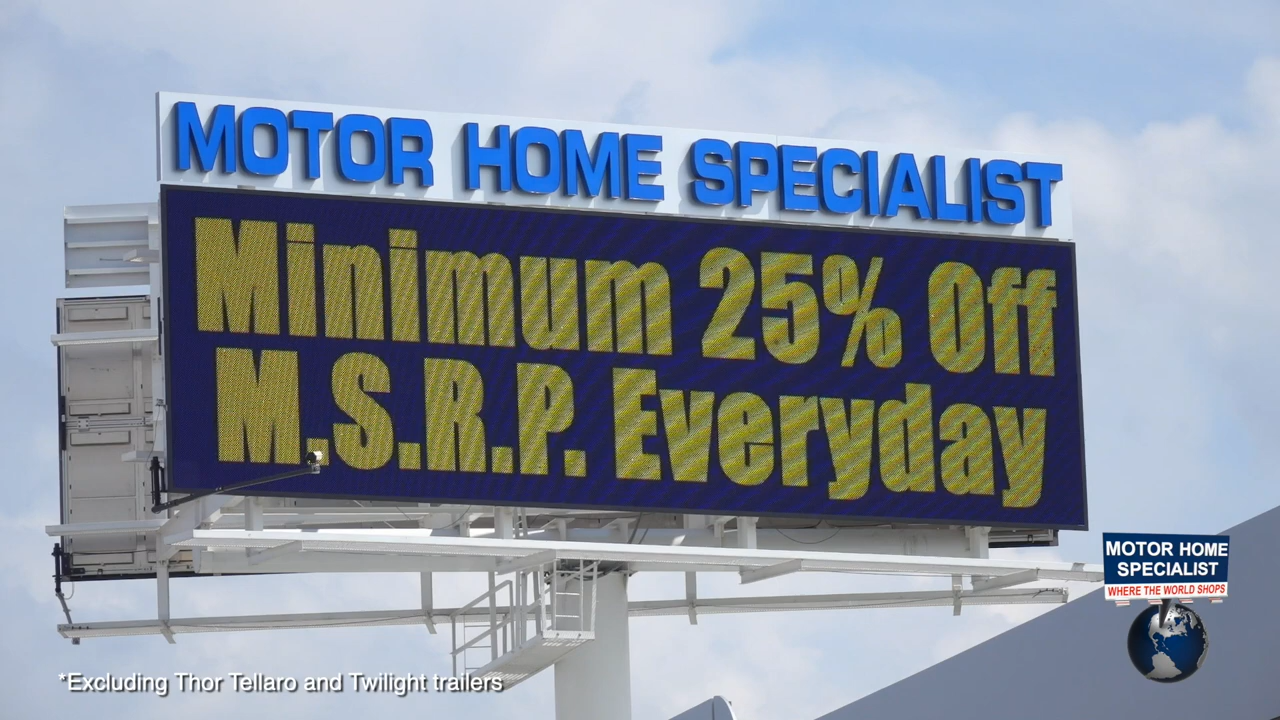 MOTOR HOME SPECIALIST
Minimum 25% Off
M.S.R.P. Everyday
MOTOR HOME
SPECIALIST
WHERE THE WORLD SHOPS
*Excluding Thor Tellaro and Twilight trailers